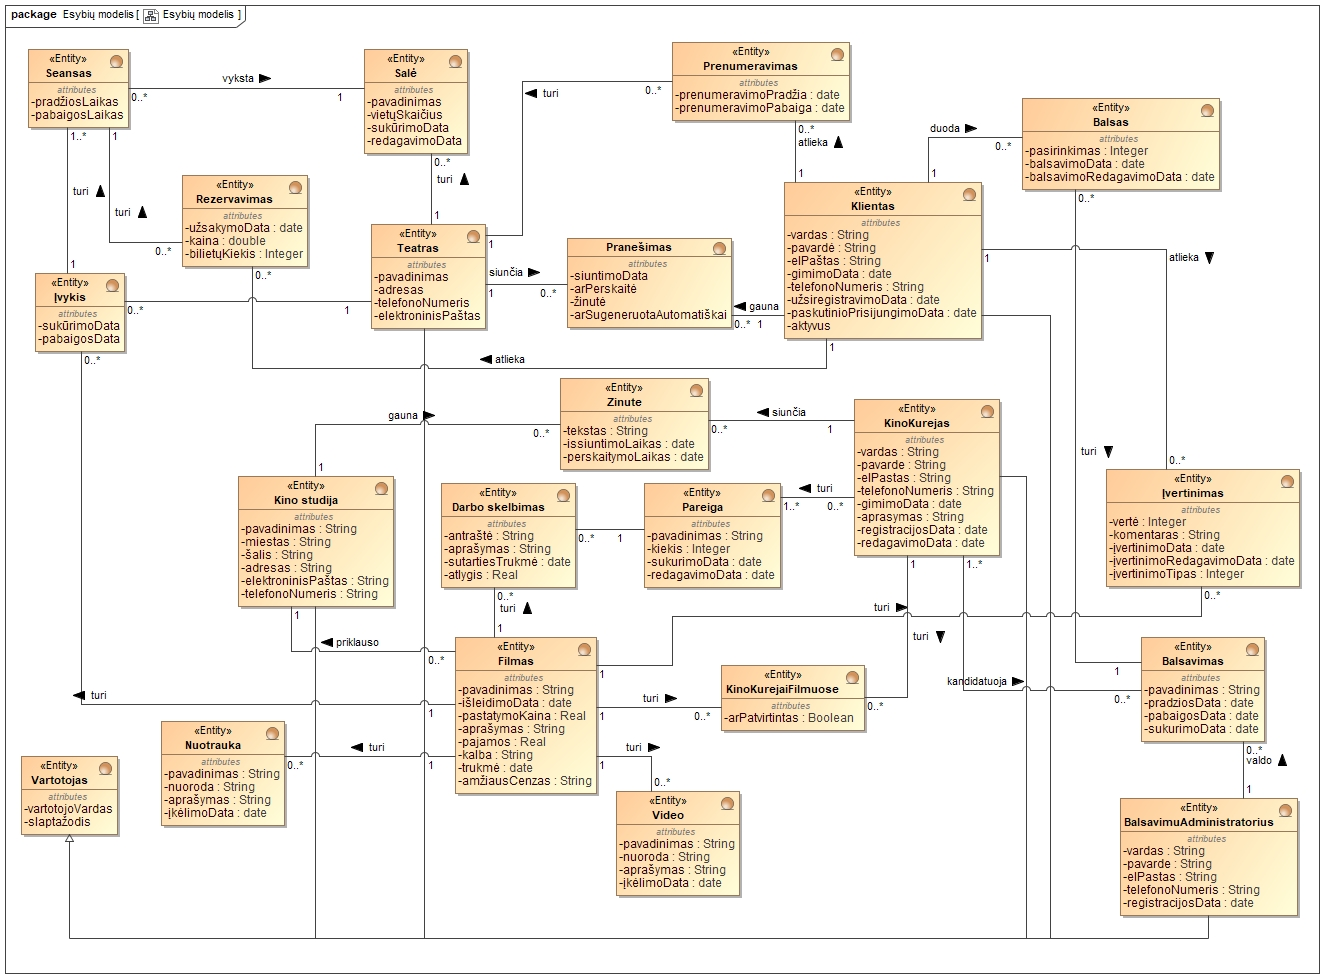 package Esybių modelis [ Esybių modelis ]
«Entity»
Seansas
attributes
-pradžiosLaikas
-pabaigosLaikas
vyksta
0..*
1
«Entity»
Salė
attributes
-pavadinimas
-vietųSkaičius
-sukūrimoData
-redagavimoData
«Entity»
Prenumeravimas
attributes
-prenumeravimoPradžia : date
-prenumeravimoPabaiga : date
turi
0..*
0..*
atlieka
1
1
«Entity»
Balsas
attributes
-pasirinkimas : Integer
-balsavimoData : date
-balsavimoRedagavimoData : date
duoda
0..*
1
0..*
1..*
1
turi
turi
0..*
1
«Entity»
Rezervavimas
attributes
-užsakymoData : date
-kaina : double
-bilietųKiekis : Integer
0..*
0..*
turi
1
«Entity»
Teatras
attributes
-pavadinimas
-adresas
-telefonoNumeris
-elektroninisPaštas
siunčia
1
0..*
«Entity»
Pranešimas
attributes
-siuntimoData
-arPerskaitė
-žinutė
-arSugeneruotaAutomatiškai
gauna
0..*
1
«Entity»
Klientas
attributes
-vardas : String
-pavardė : String
-elPaštas : String
-gimimoData : date
-telefonoNumeris : String
-užsiregistravimoData : date
-paskutinioPrisijungimoData : date
-aktyvus
1
atlieka
0..*
«Entity»
Įvykis
attributes
-sukūrimoData
-pabaigosData
0..*
1
0..*
atlieka
1
«Entity»
Zinute
attributes
-tekstas : String
-issiuntimoLaikas : date
-perskaitymoLaikas : date
gauna
0..*
1
siunčia
0..*
1
«Entity»
KinoKurejas
attributes
-vardas : String
-pavarde : String
-elPastas : String
-telefonoNumeris : String
-gimimoData : date
-aprasymas : String
-registracijosData : date
-redagavimoData : date
«Entity»
Kino studija
attributes
-pavadinimas : String
-miestas : String
-šalis : String
-adresas : String
-elektroninisPaštas : String
-telefonoNumeris : String
«Entity»
Darbo skelbimas
attributes
-antraštė : String
-aprašymas : String
-sutartiesTrukmė : date
-atlygis : Real
0..*
1
«Entity»
Pareiga
attributes
-pavadinimas : String
-kiekis : Integer
-sukurimoData : date
-redagavimoData : date
turi
1..*
0..*
turi
«Entity»
Įvertinimas
attributes
-vertė : Integer
-komentaras : String
-įvertinimoData : date
-įvertinimoRedagavimoData : date
-įvertinimoTipas : Integer
0..*
1
1..*
0..*
turi
1
1
priklauso
0..*
turi
turi
kandidatuoja
0..*
1
«Entity»
Filmas
attributes
-pavadinimas : String
-išleidimoData : date
-pastatymoKaina : Real
-aprašymas : String
-pajamos : Real
-kalba : String
-trukmė : date
-amžiausCenzas : String
1
turi
1
1
turi
0..*
«Entity»
KinoKurejaiFilmuose
attributes
-arPatvirtintas : Boolean
0..*
«Entity»
Balsavimas
attributes
-pavadinimas : String
-pradziosData : date
-pabaigosData : date
-sukurimoData : date
0..*
valdo
1
«Entity»
Nuotrauka
attributes
-pavadinimas : String
-nuoroda : String
-aprašymas : String
-įkėlimoData : date
turi
0..*
1
1
turi
0..*
«Entity»
Video
attributes
-pavadinimas : String
-nuoroda : String
-aprašymas : String
-įkėlimoData : date
«Entity»
Vartotojas
attributes
-vartotojoVardas
-slaptažodis
«Entity»
BalsavimuAdministratorius
attributes
-vardas : String
-pavarde : String
-elPastas : String
-telefonoNumeris : String
-registracijosData : date